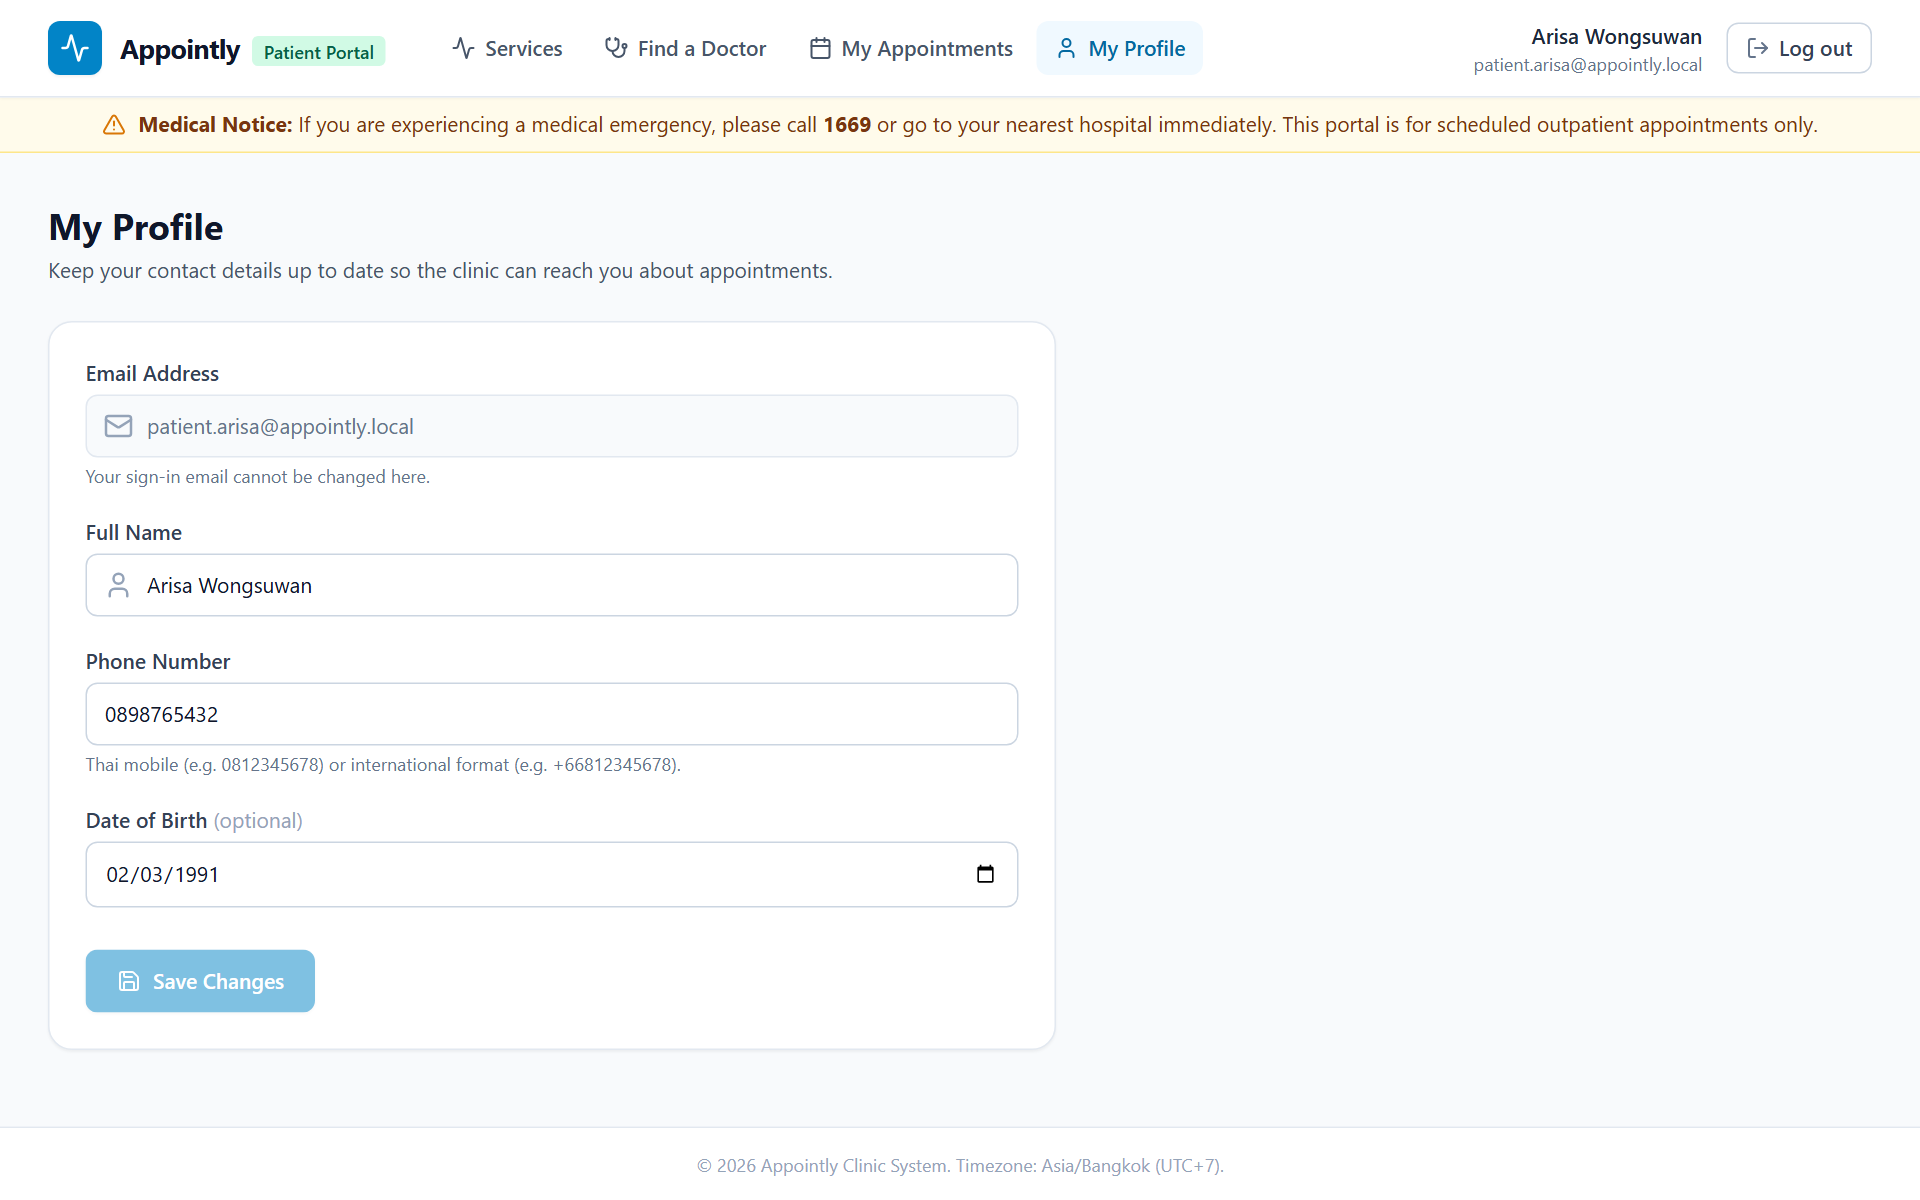 Appointly
Patient Portal
Services
Find a Doctor
My Appointments
My Profile
Arisa Wongsuwan
patient.arisa@appointly.local
Log out
Medical Notice: If you are experiencing a medical emergency, please call 1669 or go to your nearest hospital immediately. This portal is for scheduled outpatient appointments only.
My Profile
Keep your contact details up to date so the clinic can reach you about appointments.
Email Address
patient.arisa@appointly.local
Your sign-in email cannot be changed here.
Full Name
Arisa Wongsuwan
Phone Number
0898765432
Thai mobile (e.g. 0812345678) or international format (e.g. +66812345678).
Date of Birth (optional)
02/03/1991
Save Changes
© 2026 Appointly Clinic System. Timezone: Asia/Bangkok (UTC+7).